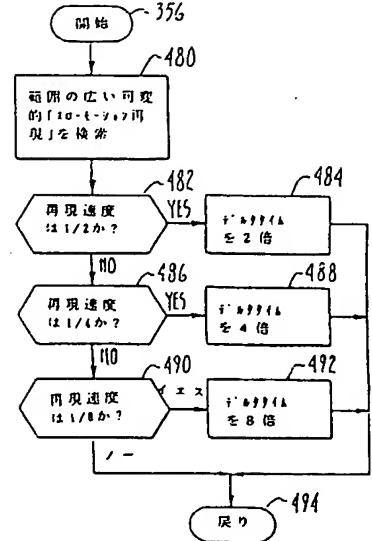 356
開始
480
範囲の広い可変
的「スローモーション再
現」を検索
482
再現速度
は1/2か?
YES
484
デルタタイム
を2倍
NO
486
再現速度
は1/4か?
YES
488
デルタタイム
を4倍
NO
490
再現速度
は1/8か?
イエス
492
デルタタイム
を8倍
ノー
494
戻り